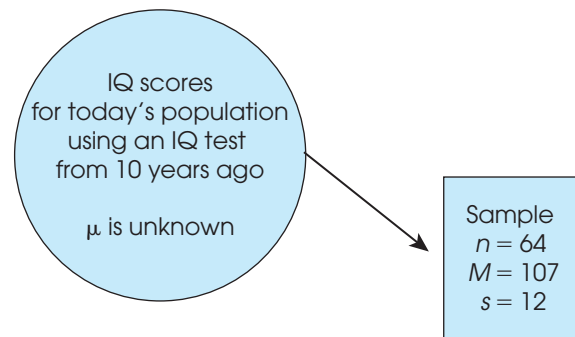 IQ scores
for today's population
using an IQ test
from 10 years ago
μ is unknown
Sample
n = 64
M = 107
s = 12